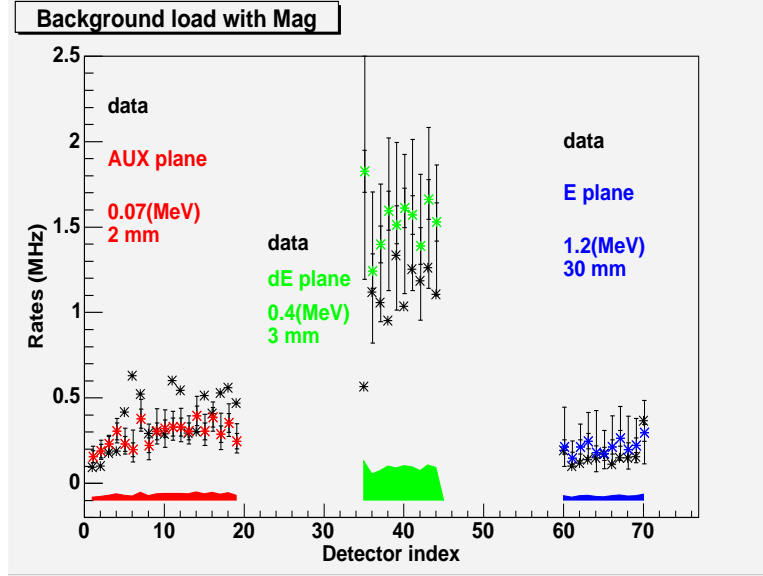 Background load with Mag
2.5
2
1.5
1
0.5
0
Rates (MHz)
data
AUX plane
0.07(MeV)
2 mm
data
dE plane
0.4(MeV)
3 mm
data
E plane
1.2(MeV)
30 mm
0 10 20 30 40 50 60 70
Detector index